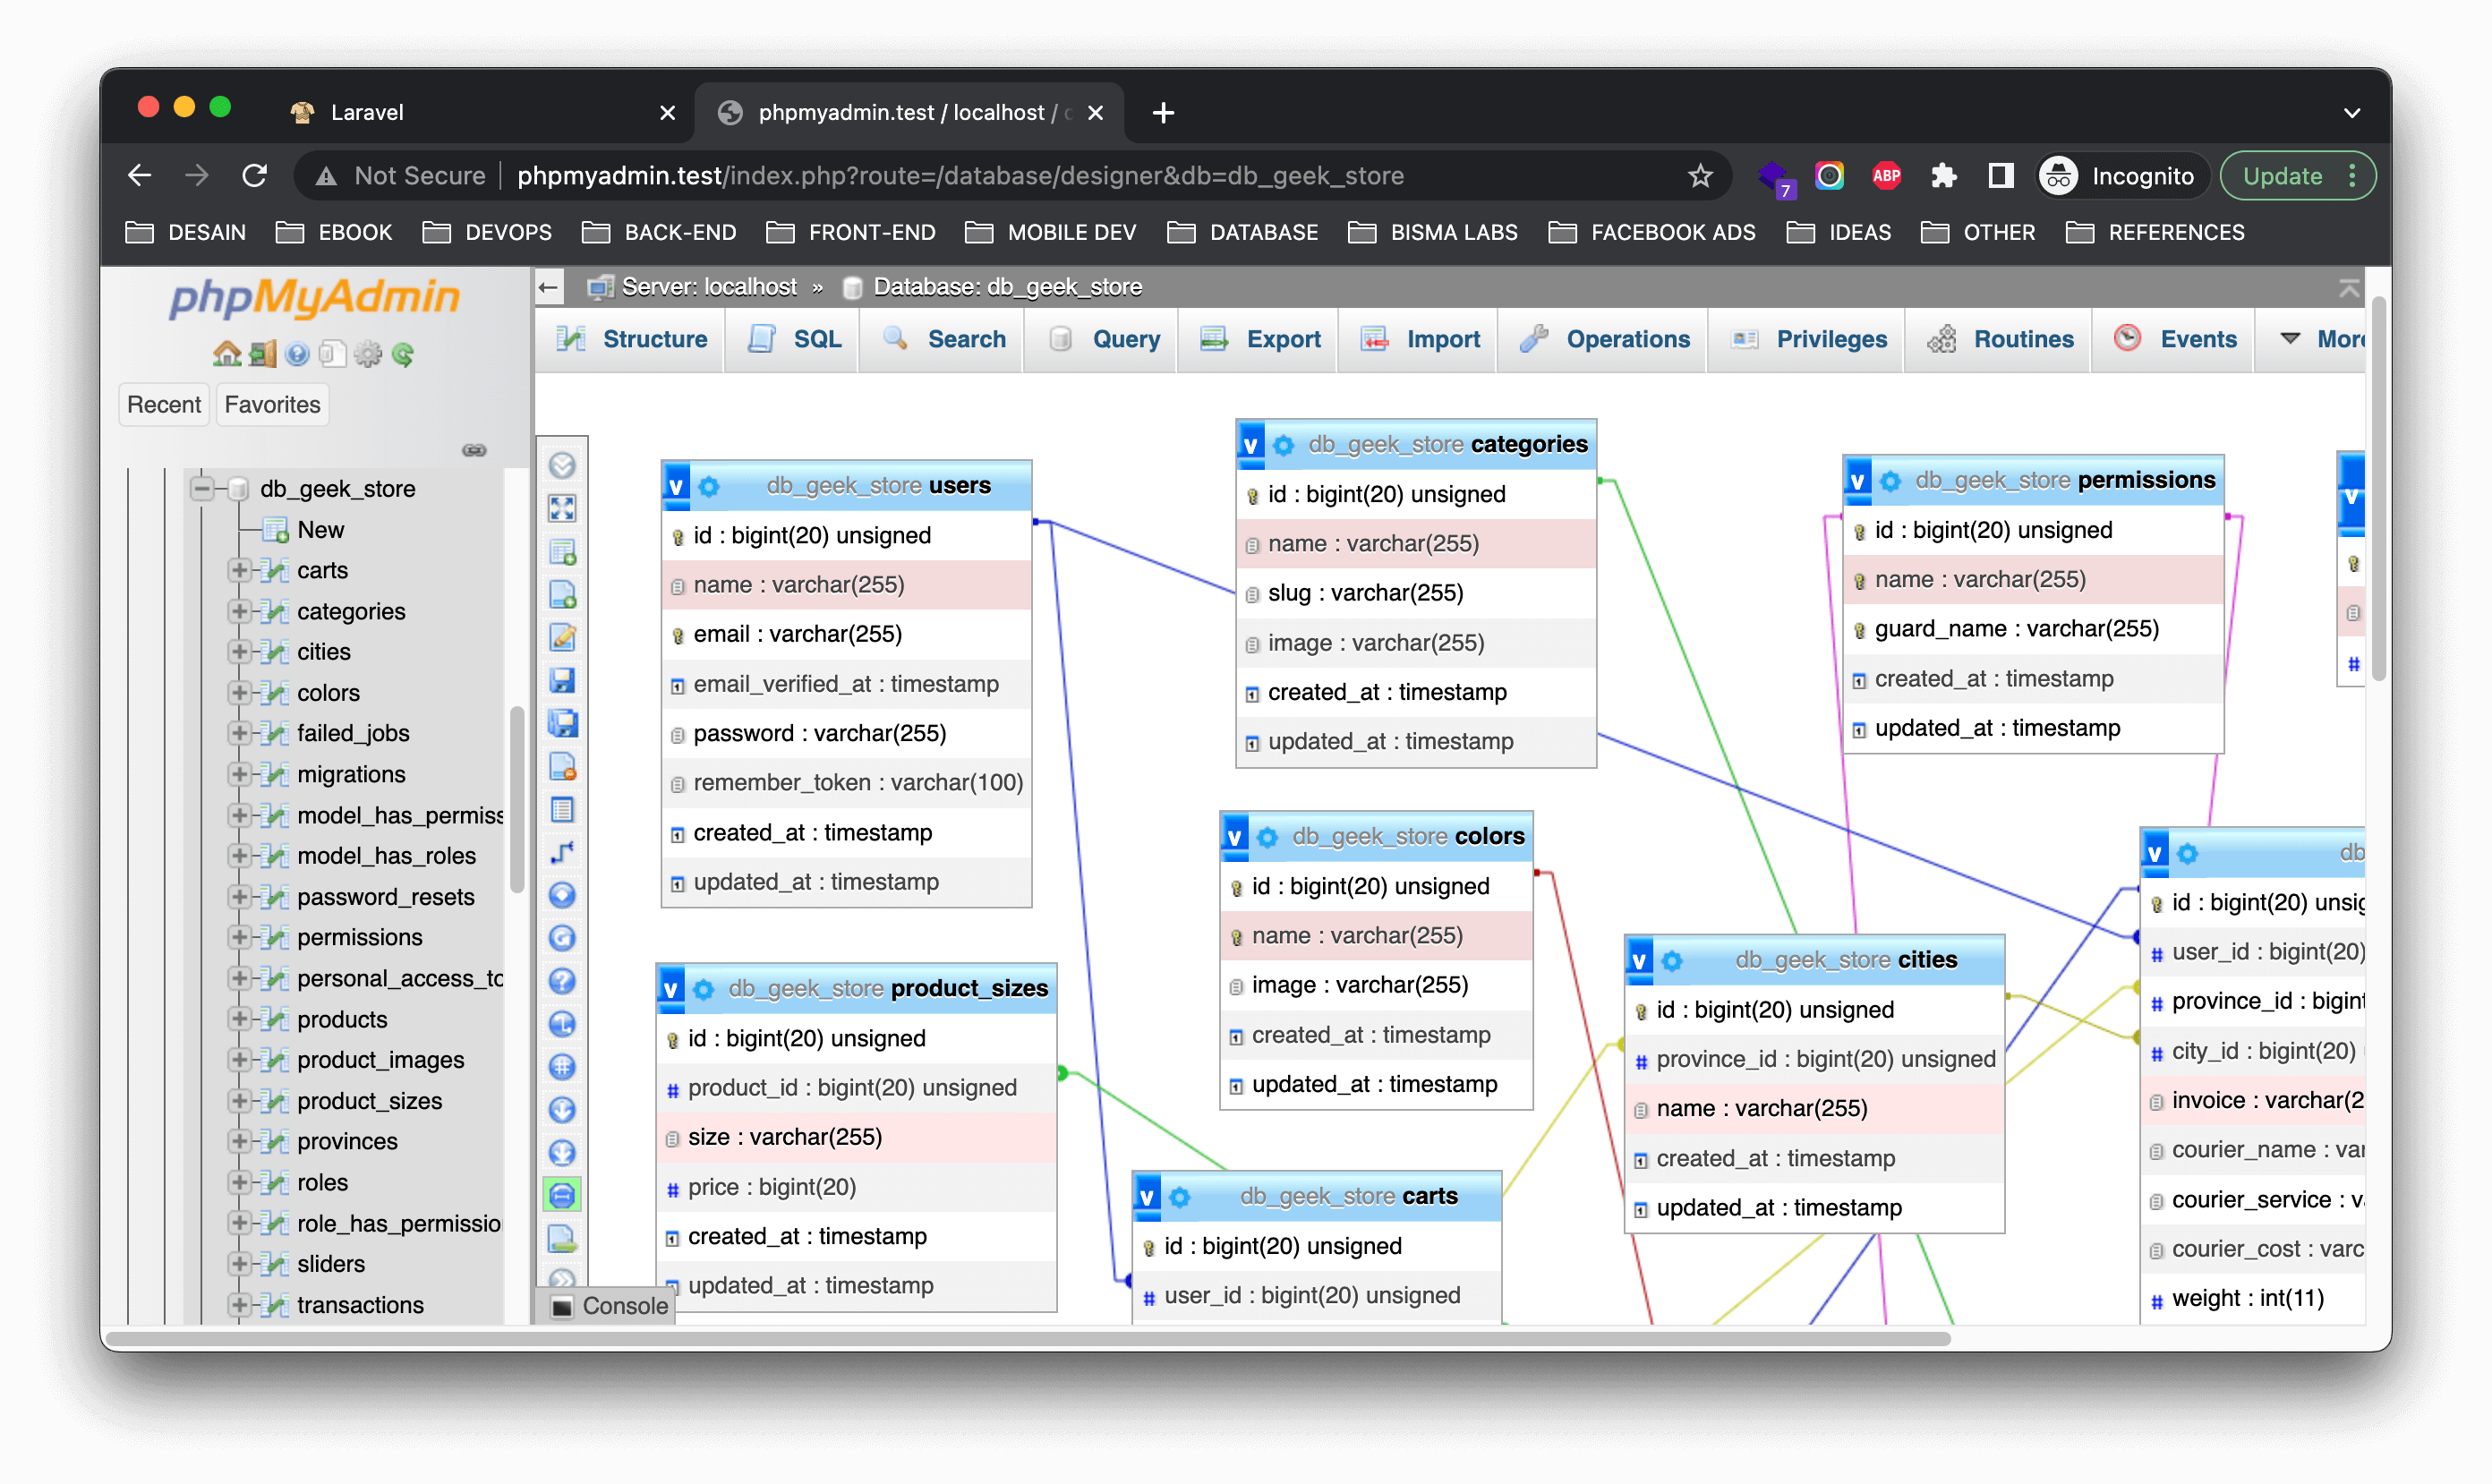 Laravel
phpmyadmin.test / localhost /
Not Secure
phpmyadmin.test/index.php?route=/database/designer&db=db_geek_store
7
ABP
Incognito
Update
DESAIN
EBOOK
DEVOPS
BACK-END
FRONT-END
MOBILE DEV
DATABASE
BISMA LABS
FACEBOOK ADS
IDEAS
OTHER
REFERENCES
phpMyAdmin
Recent
Favorites
db_geek_store
New
carts
categories
cities
colors
failed_jobs
migrations
model_has_permiss
model_has_roles
password_resets
permissions
personal_access_to
products
product_images
product_sizes
provinces
roles
role_has_permissio
sliders
transactions
Server: localhost » Database: db_geek_store
Structure
SQL
Search
Query
Export
Import
Operations
Privileges
Routines
Events
More
v db_geek_store users
id : bigint(20) unsigned
name : varchar(255)
email : varchar(255)
email_verified_at : timestamp
password : varchar(255)
remember_token : varchar(100)
created_at : timestamp
updated_at : timestamp
v db_geek_store product_sizes
id : bigint(20) unsigned
# product_id : bigint(20) unsigned
size : varchar(255)
# price : bigint(20)
created_at : timestamp
updated_at : timestamp
Console
v db_geek_store categories
id : bigint(20) unsigned
name : varchar(255)
slug : varchar(255)
image : varchar(255)
created_at : timestamp
updated_at : timestamp
v db_geek_store colors
id : bigint(20) unsigned
name : varchar(255)
image : varchar(255)
created_at : timestamp
updated_at : timestamp
v db_geek_store carts
id : bigint(20) unsigned
# user_id : bigint(20) unsigned
v db_geek_store permissions
id : bigint(20) unsigned
name : varchar(255)
guard_name : varchar(255)
created_at : timestamp
updated_at : timestamp
v db_geek_store cities
id : bigint(20) unsigned
# province_id : bigint(20) unsigned
name : varchar(255)
created_at : timestamp
updated_at : timestamp
v
#
v db
id : bigint(20) unsig
# user_id : bigint(20)
# province_id : bigint
# city_id : bigint(20)
invoice : varchar(2
courier_name : var
courier_service : v
courier_cost : varc
# weight : int(11)